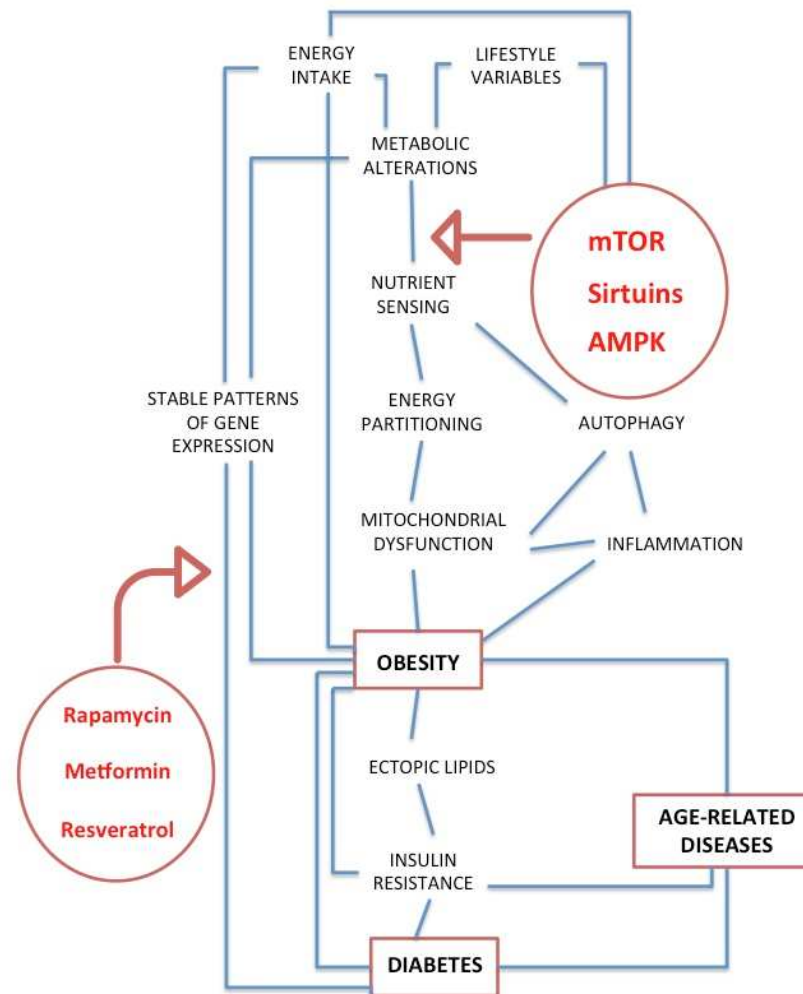 ENERGY
INTAKE
LIFESTYLE
VARIABLES
METABOLIC
ALTERATIONS
mTOR
Sirtuins
AMPK
NUTRIENT
SENSING
STABLE PATTERNS
OF GENE
EXPRESSION
ENERGY
PARTITIONING
AUTOPHAGY
MITOCHONDRIAL
DYSFUNCTION
INFLAMMATION
OBESITY
Rapamycin
Metformin
Resveratrol
ECTOPIC LIPIDS
AGE-RELATED
DISEASES
INSULIN
RESISTANCE
DIABETES